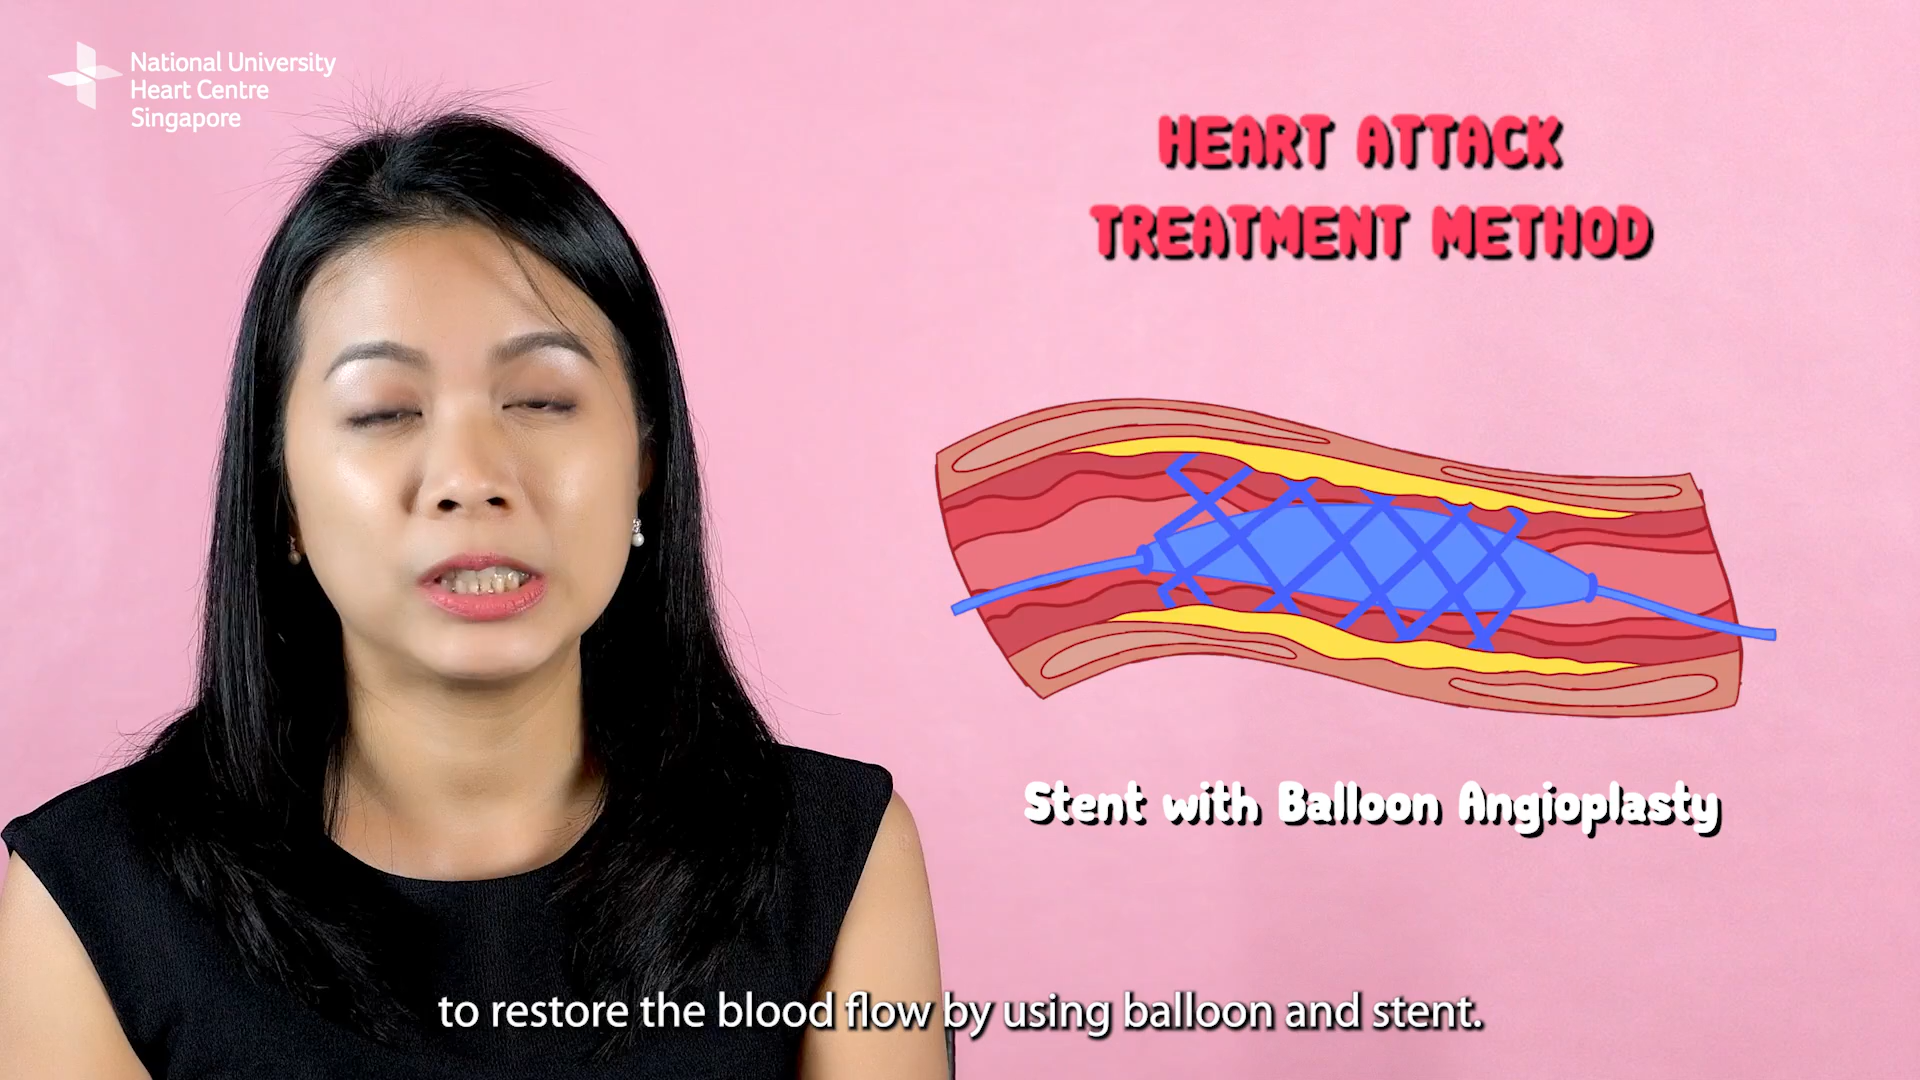 National University
Heart Centre
Singapore
HEART ATTACK
TREATMENT METHOD
Stent with Balloon Angioplasty
to restore the blood flow by using balloon and stent.